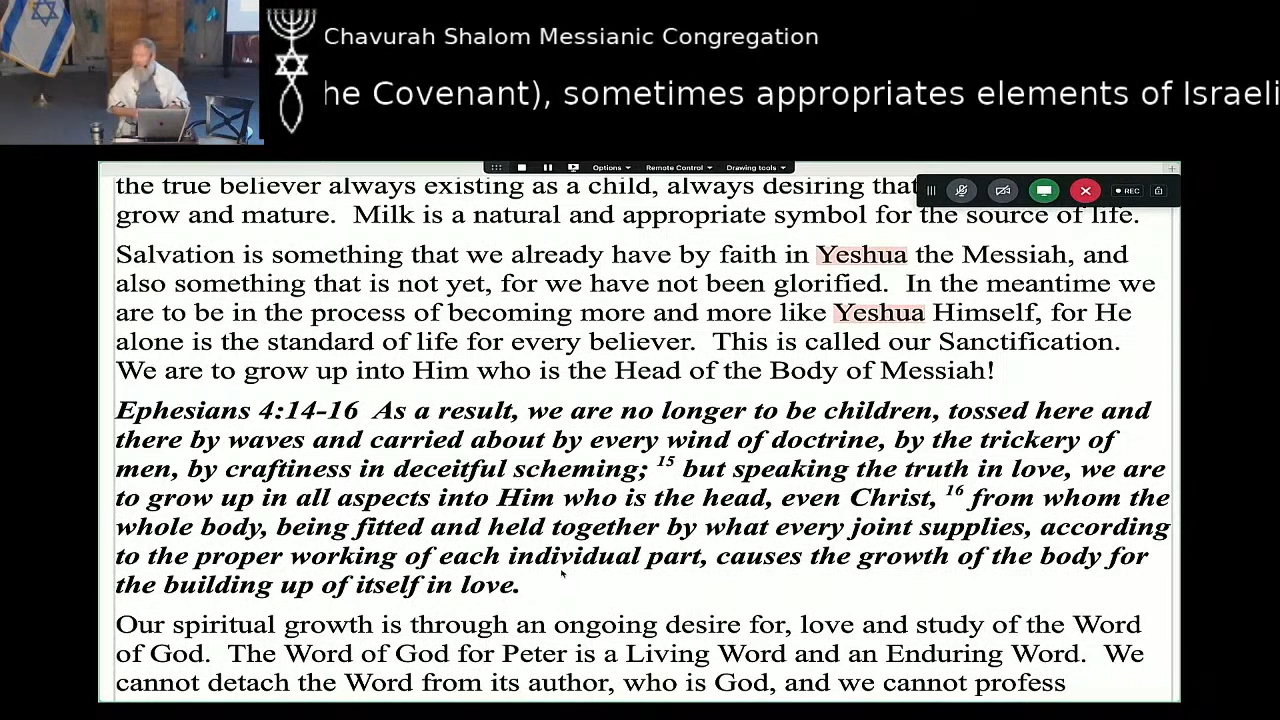 Chavurah Shalom Messianic Congregation
he Covenant), sometimes appropriates elements of Israeli
Options Remote Control Drawing tools
REC
the true believer always existing as a child, always desiring that
grow and mature. Milk is a natural and appropriate symbol for the source of life.
Salvation is something that we already have by faith in Yeshua the Messiah, and
also something that is not yet, for we have not been glorified. In the meantime we
are to be in the process of becoming more and more like Yeshua Himself, for He
alone is the standard of life for every believer. This is called our Sanctification.
We are to grow up into Him who is the Head of the Body of Messiah!
Ephesians 4:14-16 As a result, we are no longer to be children, tossed here and
there by waves and carried about by every wind of doctrine, by the trickery of
men, by craftiness in deceitful scheming; 15 but speaking the truth in love, we are
to grow up in all aspects into Him who is the head, even Christ, 16 from whom the
whole body, being fitted and held together by what every joint supplies, according
to the proper working of each individual part, causes the growth of the body for
the building up of itself in love.
Our spiritual growth is through an ongoing desire for, love and study of the Word
of God. The Word of God for Peter is a Living Word and an Enduring Word. We
cannot detach the Word from its author, who is God, and we cannot profess